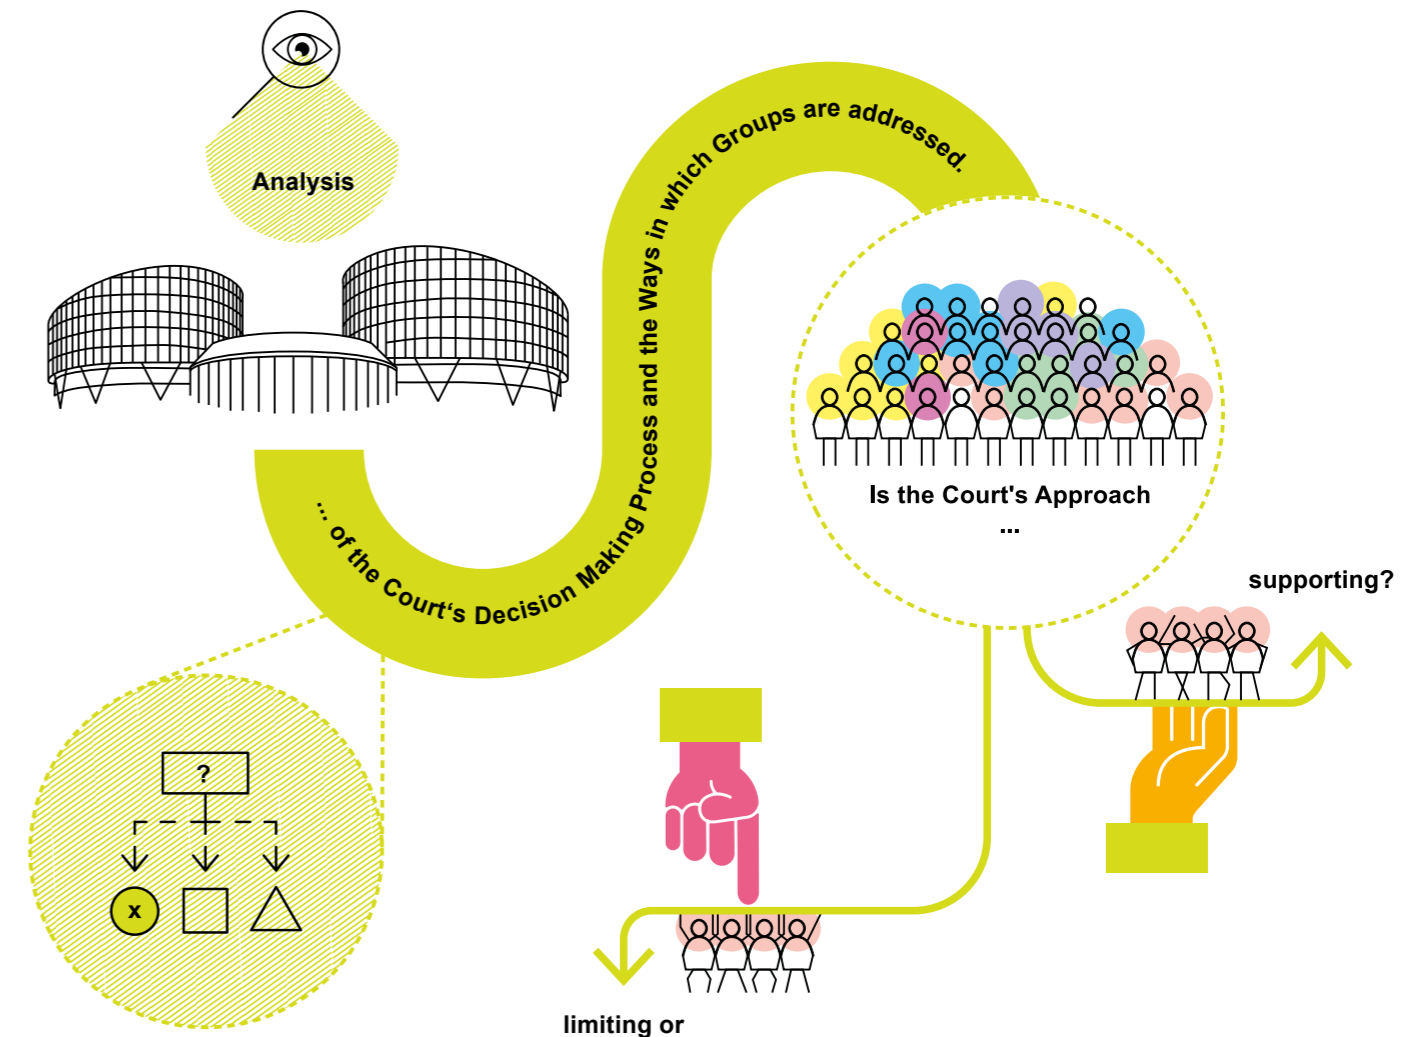 Analysis
... of the Court‘s Decision Making Process and the Ways in which Groups are addressed.
Is the Court's Approach
...
supporting?
?
x
limiting or